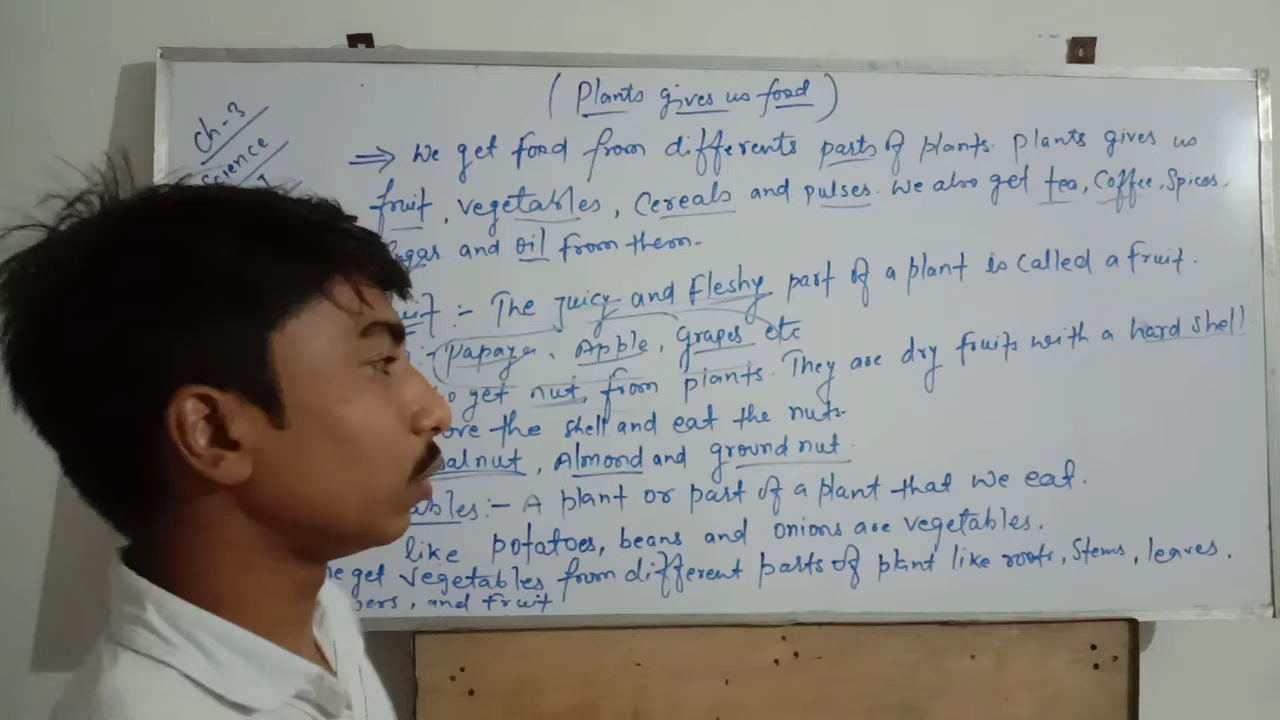 (Plants gives us food)
Ch-3
Science
⇒ We get food from differents parts of plants. Plants gives us
fruit, vegetables, Cereals and pulses. We also get tea, Coffee, Spices,
and oil from them.
:- The juicy and Fleshy part of a plant is called a fruit.
:- Papaya, Apple, grapes etc
get nut from plants. They are dry fruits with a hard shell
the shell and eat the nuts.
, Almond and ground nut.
:- A plant or part of a plant that we eat.
like potatoes, beans and onions are vegetables.
get vegetables from different parts of plant like roots, Stems, leaves,
, and fruit